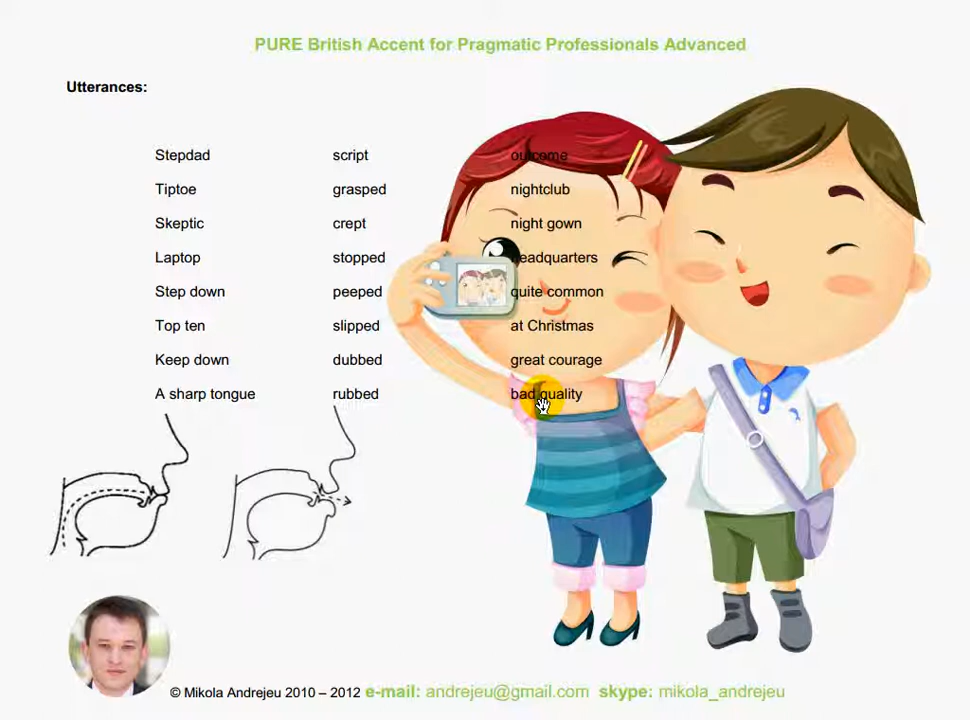 PURE British Accent for Pragmatic Professionals Advanced
Utterances:
Stepdad script outcome
Tiptoe grasped nightclub
Skeptic crept night gown
Laptop stopped headquarters
Step down peeped quite common
Top ten slipped at Christmas
Keep down dubbed great courage
A sharp tongue rubbed bad quality
© Mikola Andrejeu 2010 – 2012 e-mail: andrejeu@gmail.com skype: mikola_andrejeu